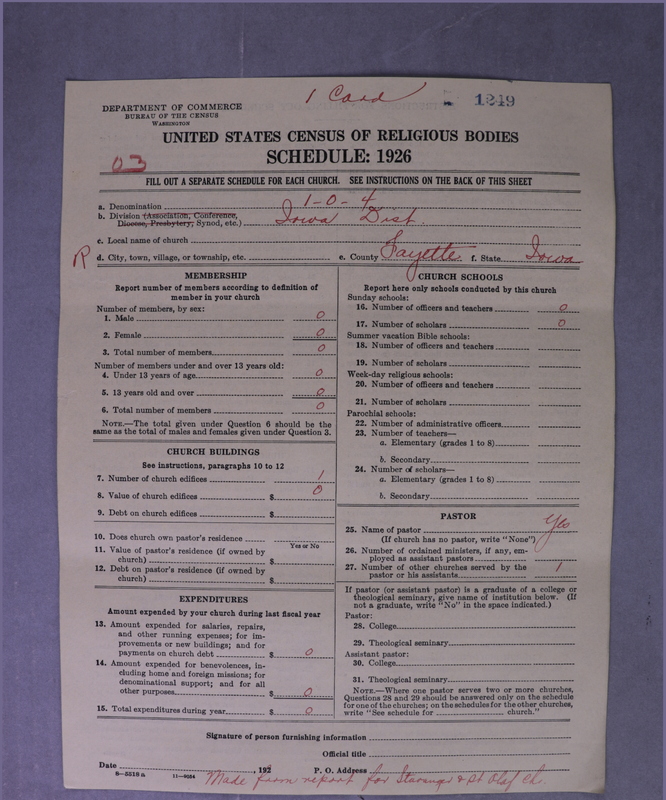 1 Card
1249
DEPARTMENT OF COMMERCE
BUREAU OF THE CENSUS
WASHINGTON
UNITED STATES CENSUS OF RELIGIOUS BODIES
SCHEDULE: 1926
03
FILL OUT A SEPARATE SCHEDULE FOR EACH CHURCH. SEE INSTRUCTIONS ON THE BACK OF THIS SHEET
a. Denomination 1-0-4
b. Division (Association, Conference, Diocese, Presbytery, Synod, etc.) Iowa Dist.
c. Local name of church
R d. City, town, village, or township, etc. e. County Fayette f. State Iowa
MEMBERSHIP
Report number of members according to definition of
member in your church
Number of members, by sex:
1. Male 0
2. Female 0
3. Total number of members 0
Number of members under and over 13 years old:
4. Under 13 years of age 0
5. 13 years old and over 0
6. Total number of members 0
NOTE.—The total given under Question 6 should be the
same as the total of males and females given under Question 3.
CHURCH BUILDINGS
See instructions, paragraphs 10 to 12
7. Number of church edifices 1
8. Value of church edifices $ 0
9. Debt on church edifices $
10. Does church own pastor's residence
Yes or No
11. Value of pastor's residence (if owned by
church) $
12. Debt on pastor's residence (if owned by
church) $
EXPENDITURES
Amount expended by your church during last fiscal year
13. Amount expended for salaries, repairs,
and other running expenses; for im-
provements or new buildings; and for
payments on church debt $ 0
14. Amount expended for benevolences, in-
cluding home and foreign missions; for
denominational support; and for all
other purposes $ 0
15. Total expenditures during year $ 0
CHURCH SCHOOLS
Report here only schools conducted by this church
Sunday schools:
16. Number of officers and teachers 0
17. Number of scholars 0
Summer vacation Bible schools:
18. Number of officers and teachers
19. Number of scholars
Week-day religious schools:
20. Number of officers and teachers
21. Number of scholars
Parochial schools:
22. Number of administrative officers
23. Number of teachers—
a. Elementary (grades 1 to 8)
b. Secondary
24. Number of scholars—
a. Elementary (grades 1 to 8)
b. Secondary
PASTOR
25. Name of pastor Yes
(If church has no pastor, write "None")
26. Number of ordained ministers, if any, em-
ployed as assistant pastors
27. Number of other churches served by the
pastor or his assistants 1
If pastor (or assistant pastor) is a graduate of a college or
theological seminary, give name of institution below. (If
not a graduate, write "No" in the space indicated.)
Pastor:
28. College
29. Theological seminary
Assistant pastor:
30. College
31. Theological seminary
NOTE.—Where one pastor serves two or more churches,
Questions 28 and 29 should be answered only on the schedule
for one of the churches; on the schedules for the other churches,
write "See schedule for church."
Signature of person furnishing information
Official title
Date , 192 P. O. Address
8-5518 a 11-9054 Made from report for Stavanger & St Olaf Ch.